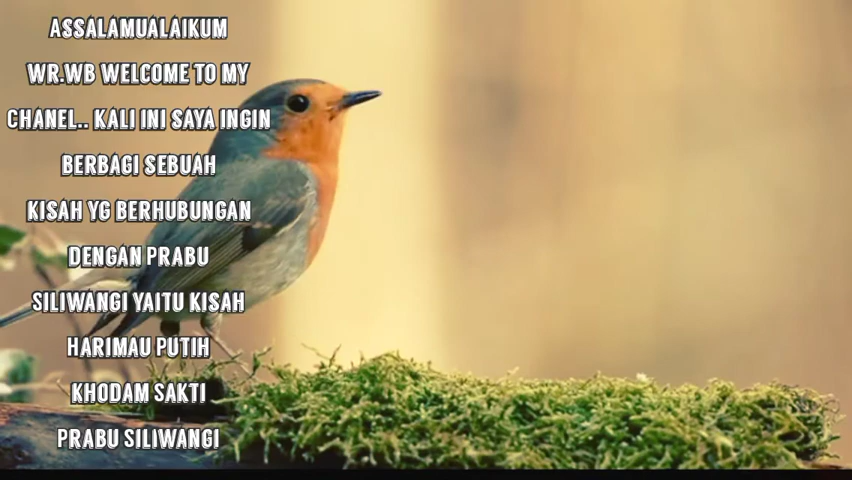 ASSALAMUALAIKUM
WR.WB WELCOME TO MY
CHANEL.. KALI INI SAYA INGIN
BERBAGI SEBUAH
KISAH YG BERHUBUNGAN
DENGAN PRABU
SILIWANGI YAITU KISAH
HARIMAU PUTIH
KHODAM SAKTI
PRABU SILIWANGI